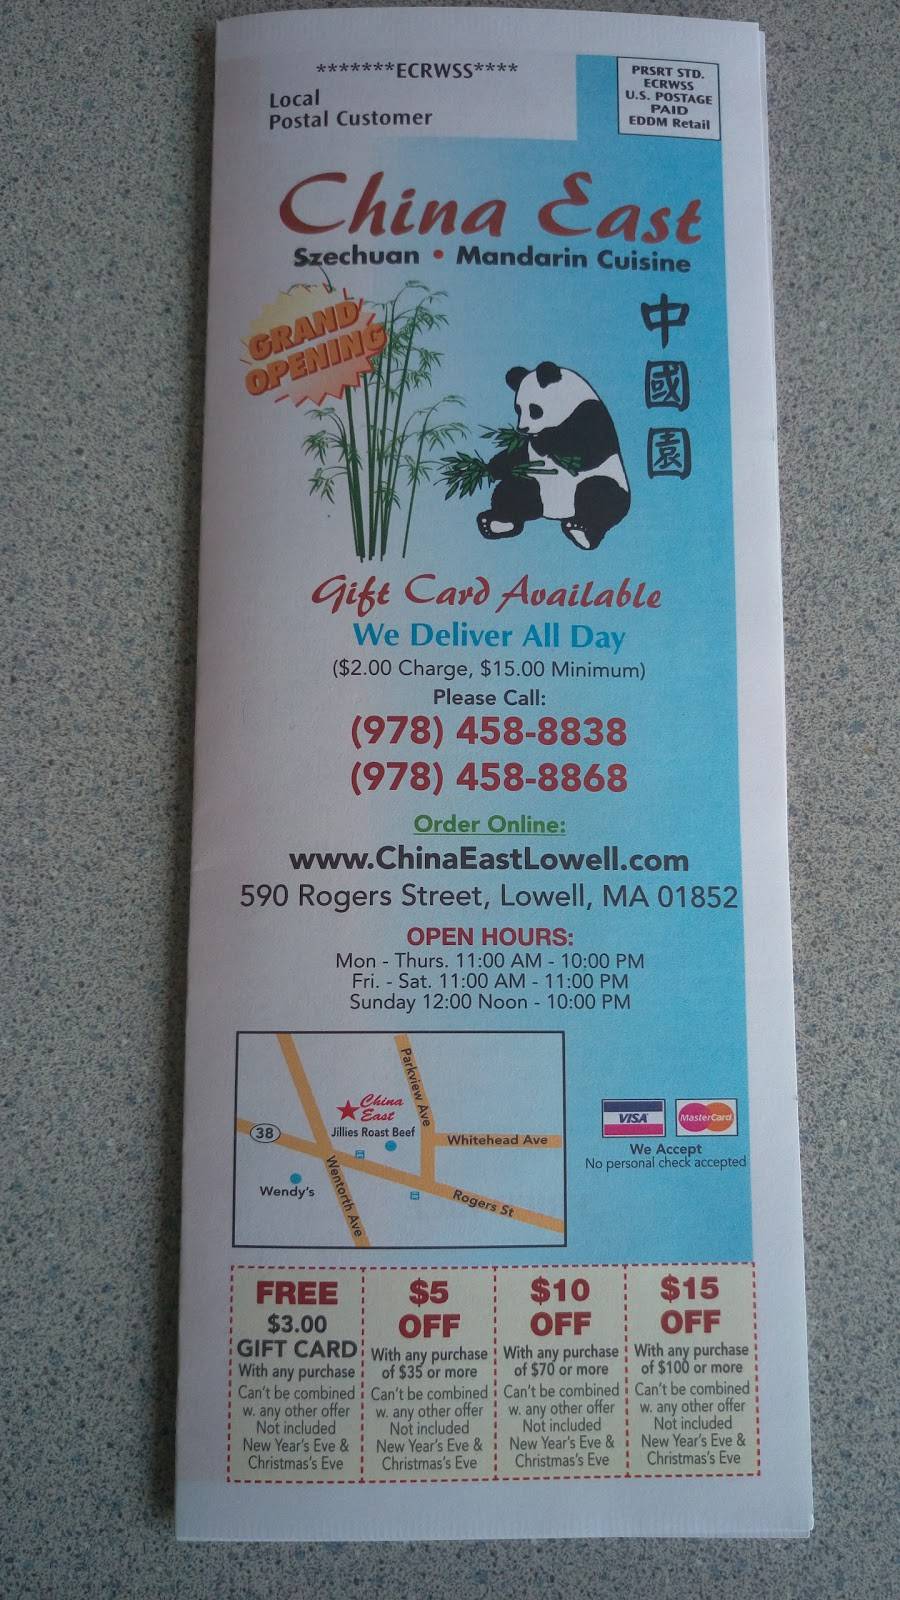 *******ECRWSS****
Local
Postal Customer
PRSRT STD.
ECRWSS
U.S. POSTAGE
PAID
EDDM Retail
China East
Szechuan • Mandarin Cuisine
GRAND
OPENING
中
國
園
Gift Card Available
We Deliver All Day
($2.00 Charge, $15.00 Minimum)
Please Call:
(978) 458-8838
(978) 458-8868
Order Online:
www.ChinaEastLowell.com
590 Rogers Street, Lowell, MA 01852
OPEN HOURS:
Mon - Thurs. 11:00 AM - 10:00 PM
Fri. - Sat. 11:00 AM - 11:00 PM
Sunday 12:00 Noon - 10:00 PM
Parkview Ave
China
East
38
Jillies Roast Beef
Whitehead Ave
Wendy's
Wentorth Ave
Rogers St
VISA
MasterCard
We Accept
No personal check accepted
FREE
$3.00
GIFT CARD
With any purchase
Can't be combined
w. any other offer
Not included
New Year's Eve &
Christmas's Eve
$5
OFF
With any purchase
of $35 or more
Can't be combined
w. any other offer
Not included
New Year's Eve &
Christmas's Eve
$10
OFF
With any purchase
of $70 or more
Can't be combined
w. any other offer
Not included
New Year's Eve &
Christmas's Eve
$15
OFF
With any purchase
of $100 or more
Can't be combined
w. any other offer
Not included
New Year's Eve &
Christmas's Eve